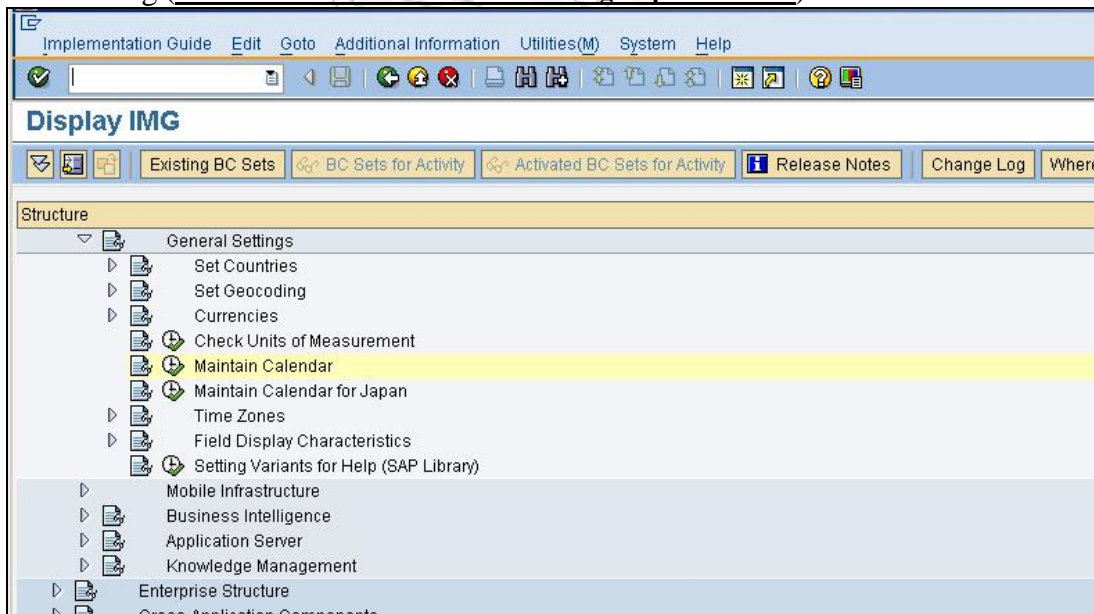 Implementation Guide Edit Goto Additional Information Utilities(M) System Help
Display IMG
Existing BC Sets BC Sets for Activity Activated BC Sets for Activity Release Notes Change Log Where
Structure
General Settings
Set Countries
Set Geocoding
Currencies
Check Units of Measurement
Maintain Calendar
Maintain Calendar for Japan
Time Zones
Field Display Characteristics
Setting Variants for Help (SAP Library)
Mobile Infrastructure
Business Intelligence
Application Server
Knowledge Management
Enterprise Structure